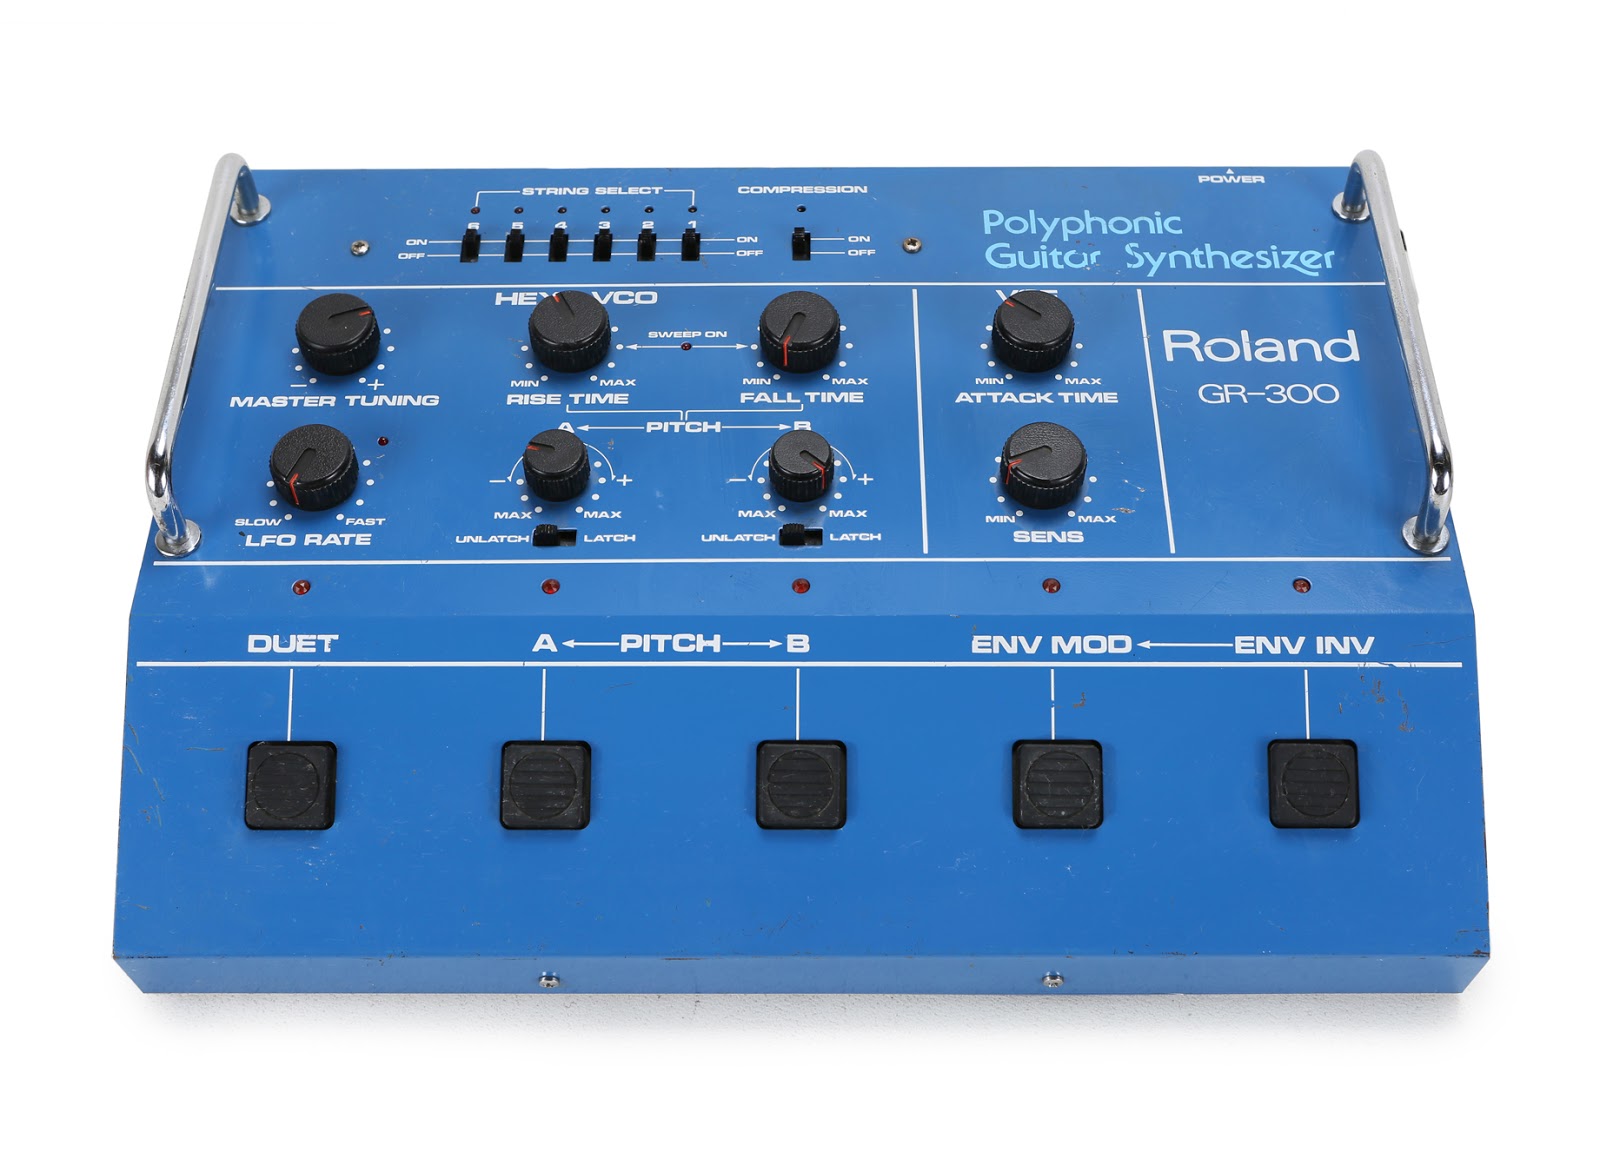 POWER
STRING SELECT COMPRESSION
6 5 4 3 2 1
ON ON ON
OFF OFF OFF
Polyphonic
Guitar Synthesizer
HEX VCO
SWEEP ON
Roland
GR-300
- +
MIN MAX MIN MAX MIN MAX
MASTER TUNING RISE TIME FALL TIME ATTACK TIME
A PITCH B
- + - +
SLOW FAST MAX MAX MAX MAX MIN MAX
LFO RATE UNLATCH LATCH UNLATCH LATCH SENS
DUET A PITCH B ENV MOD ENV INV